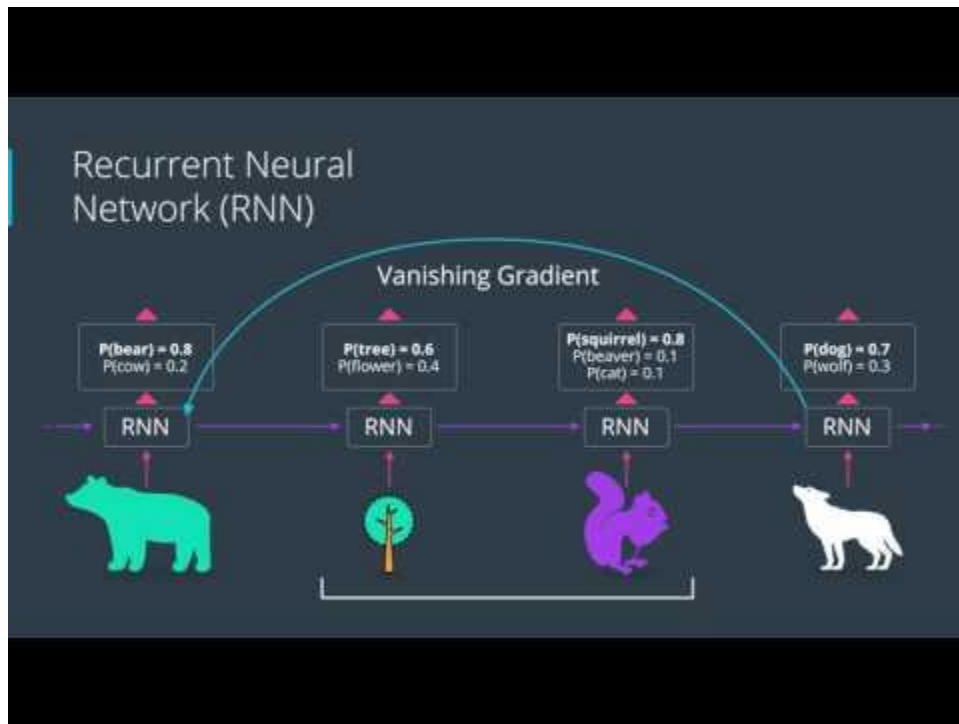 Recurrent Neural
Network (RNN)
Vanishing Gradient
P(bear) = 0.8
P(cow) = 0.2
P(tree) = 0.6
P(flower) = 0.4
P(squirrel) = 0.8
P(beaver) = 0.1
P(cat) = 0.1
P(dog) = 0.7
P(wolf) = 0.3
RNN
RNN
RNN
RNN